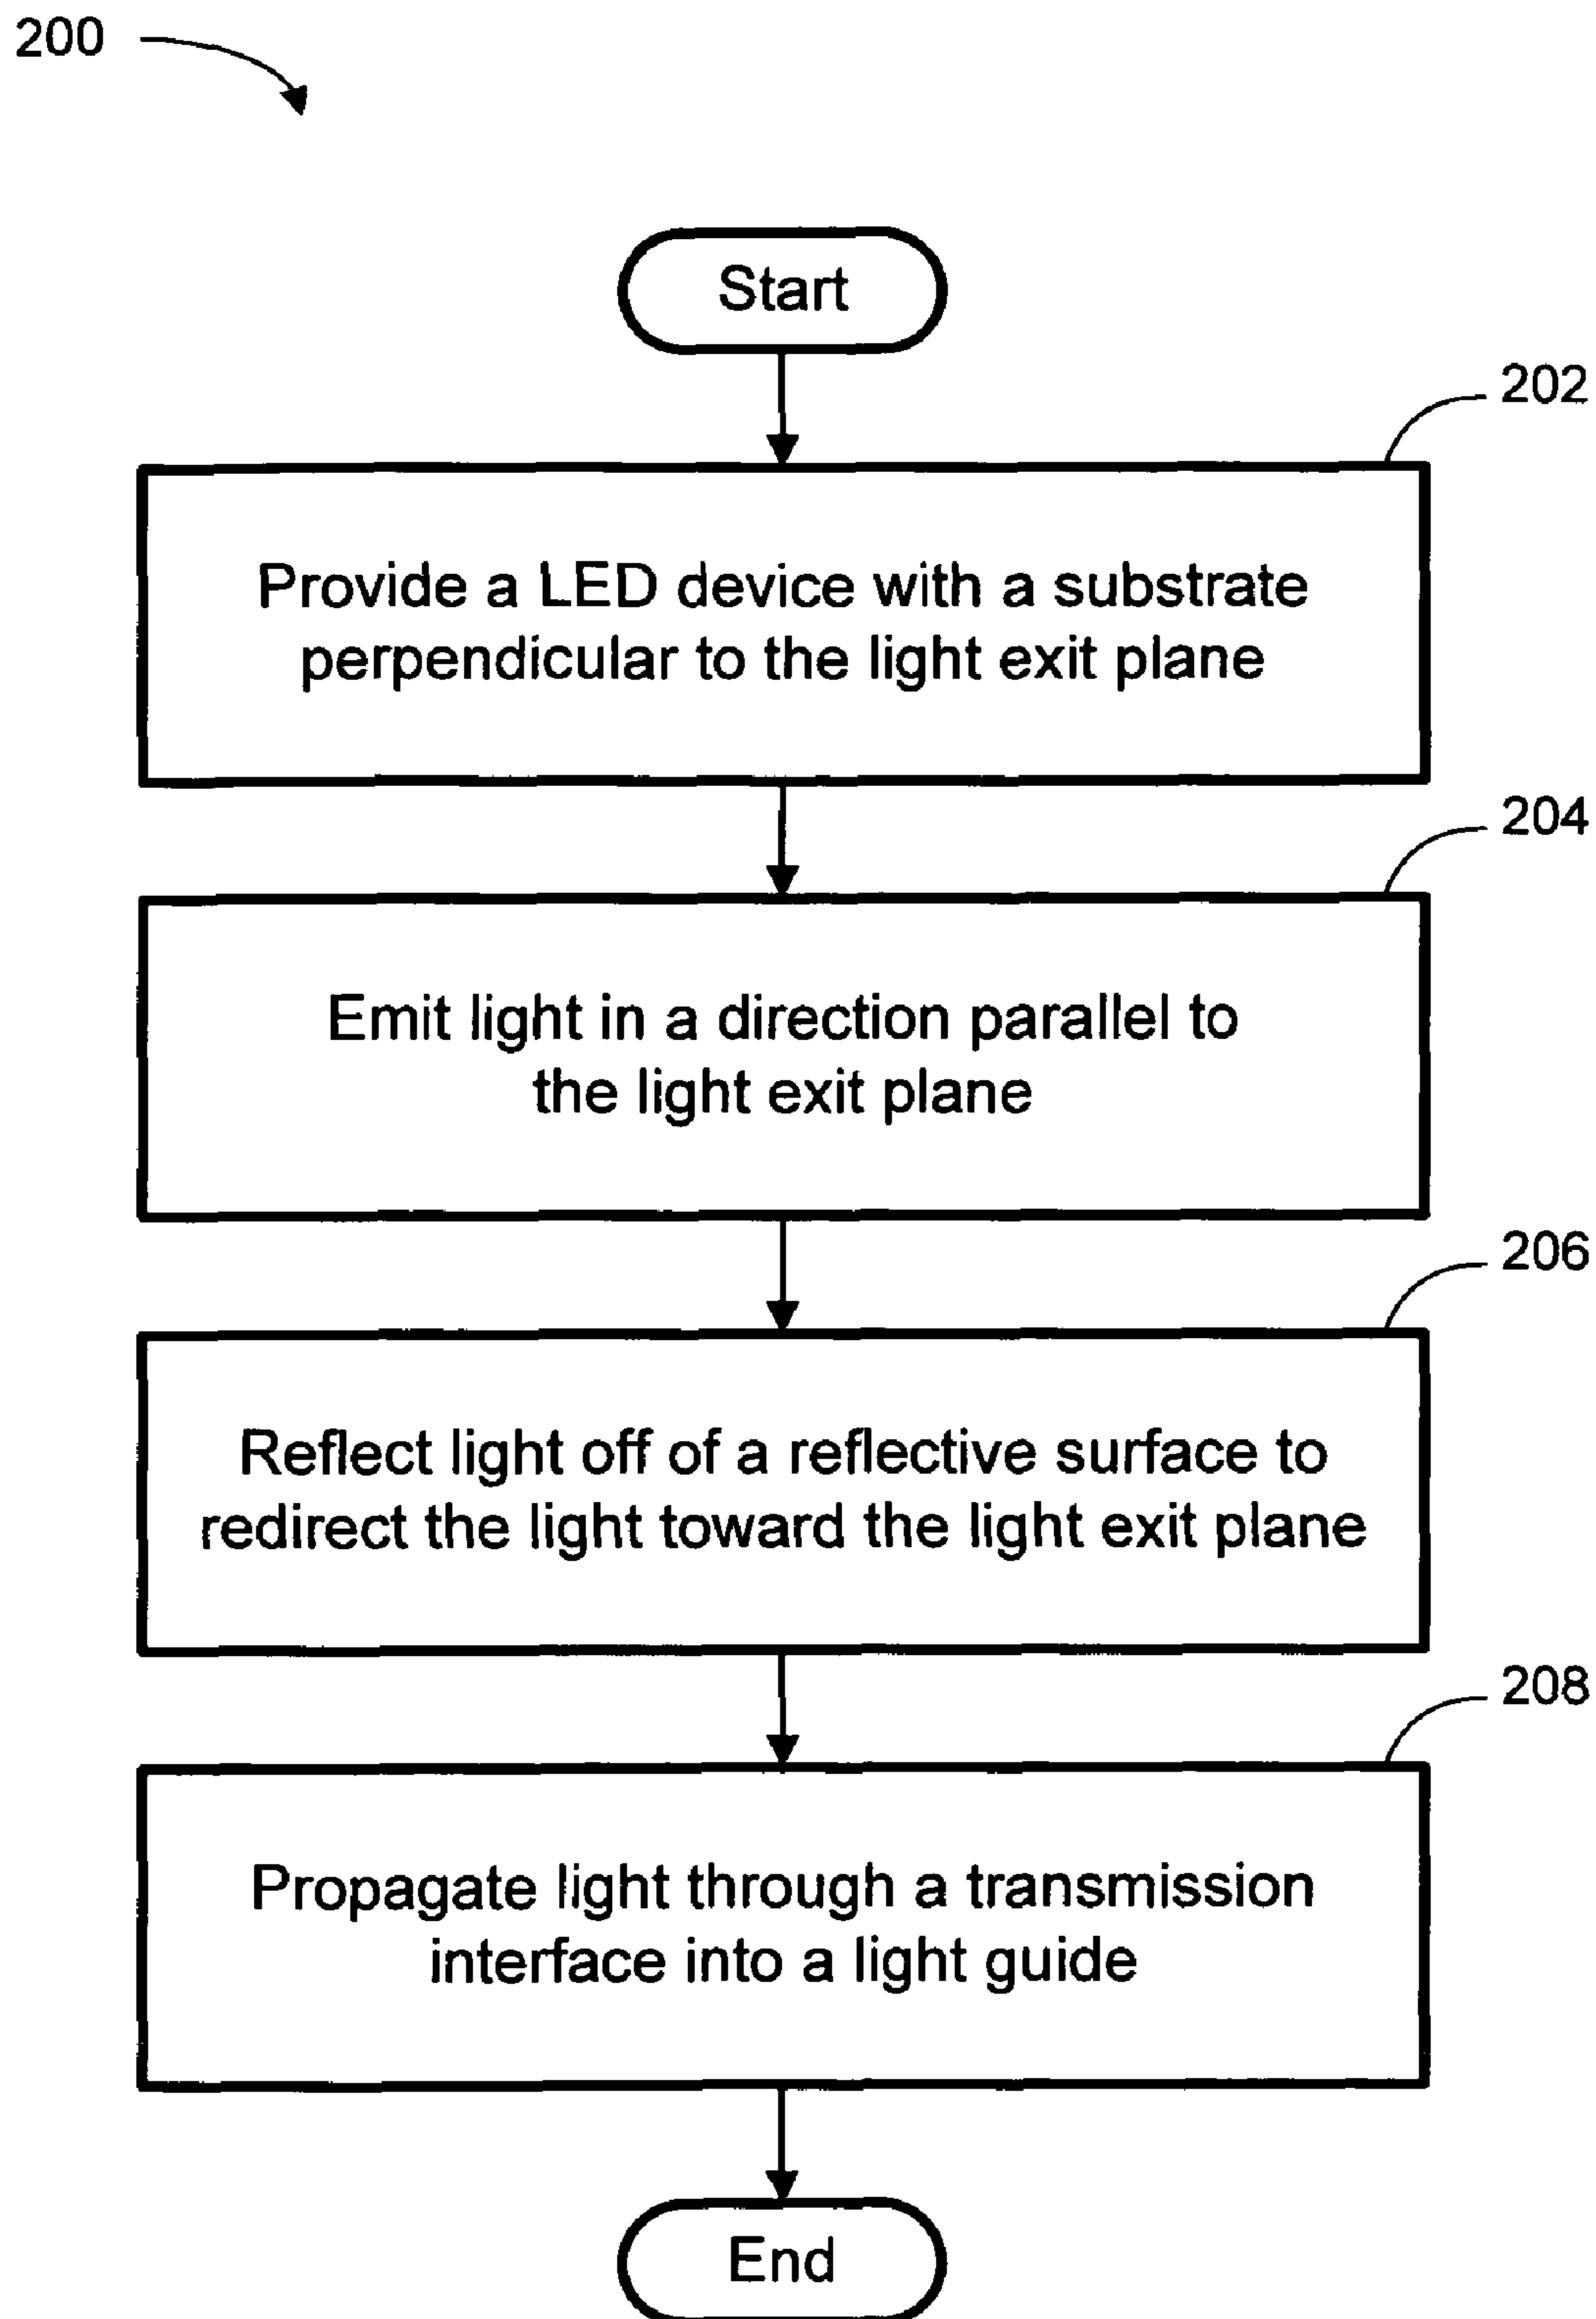 200
Start
202
Provide a LED device with a substrate
perpendicular to the light exit plane
204
Emit light in a direction parallel to
the light exit plane
206
Reflect light off of a reflective surface to
redirect the light toward the light exit plane
208
Propagate light through a transmission
interface into a light guide
End